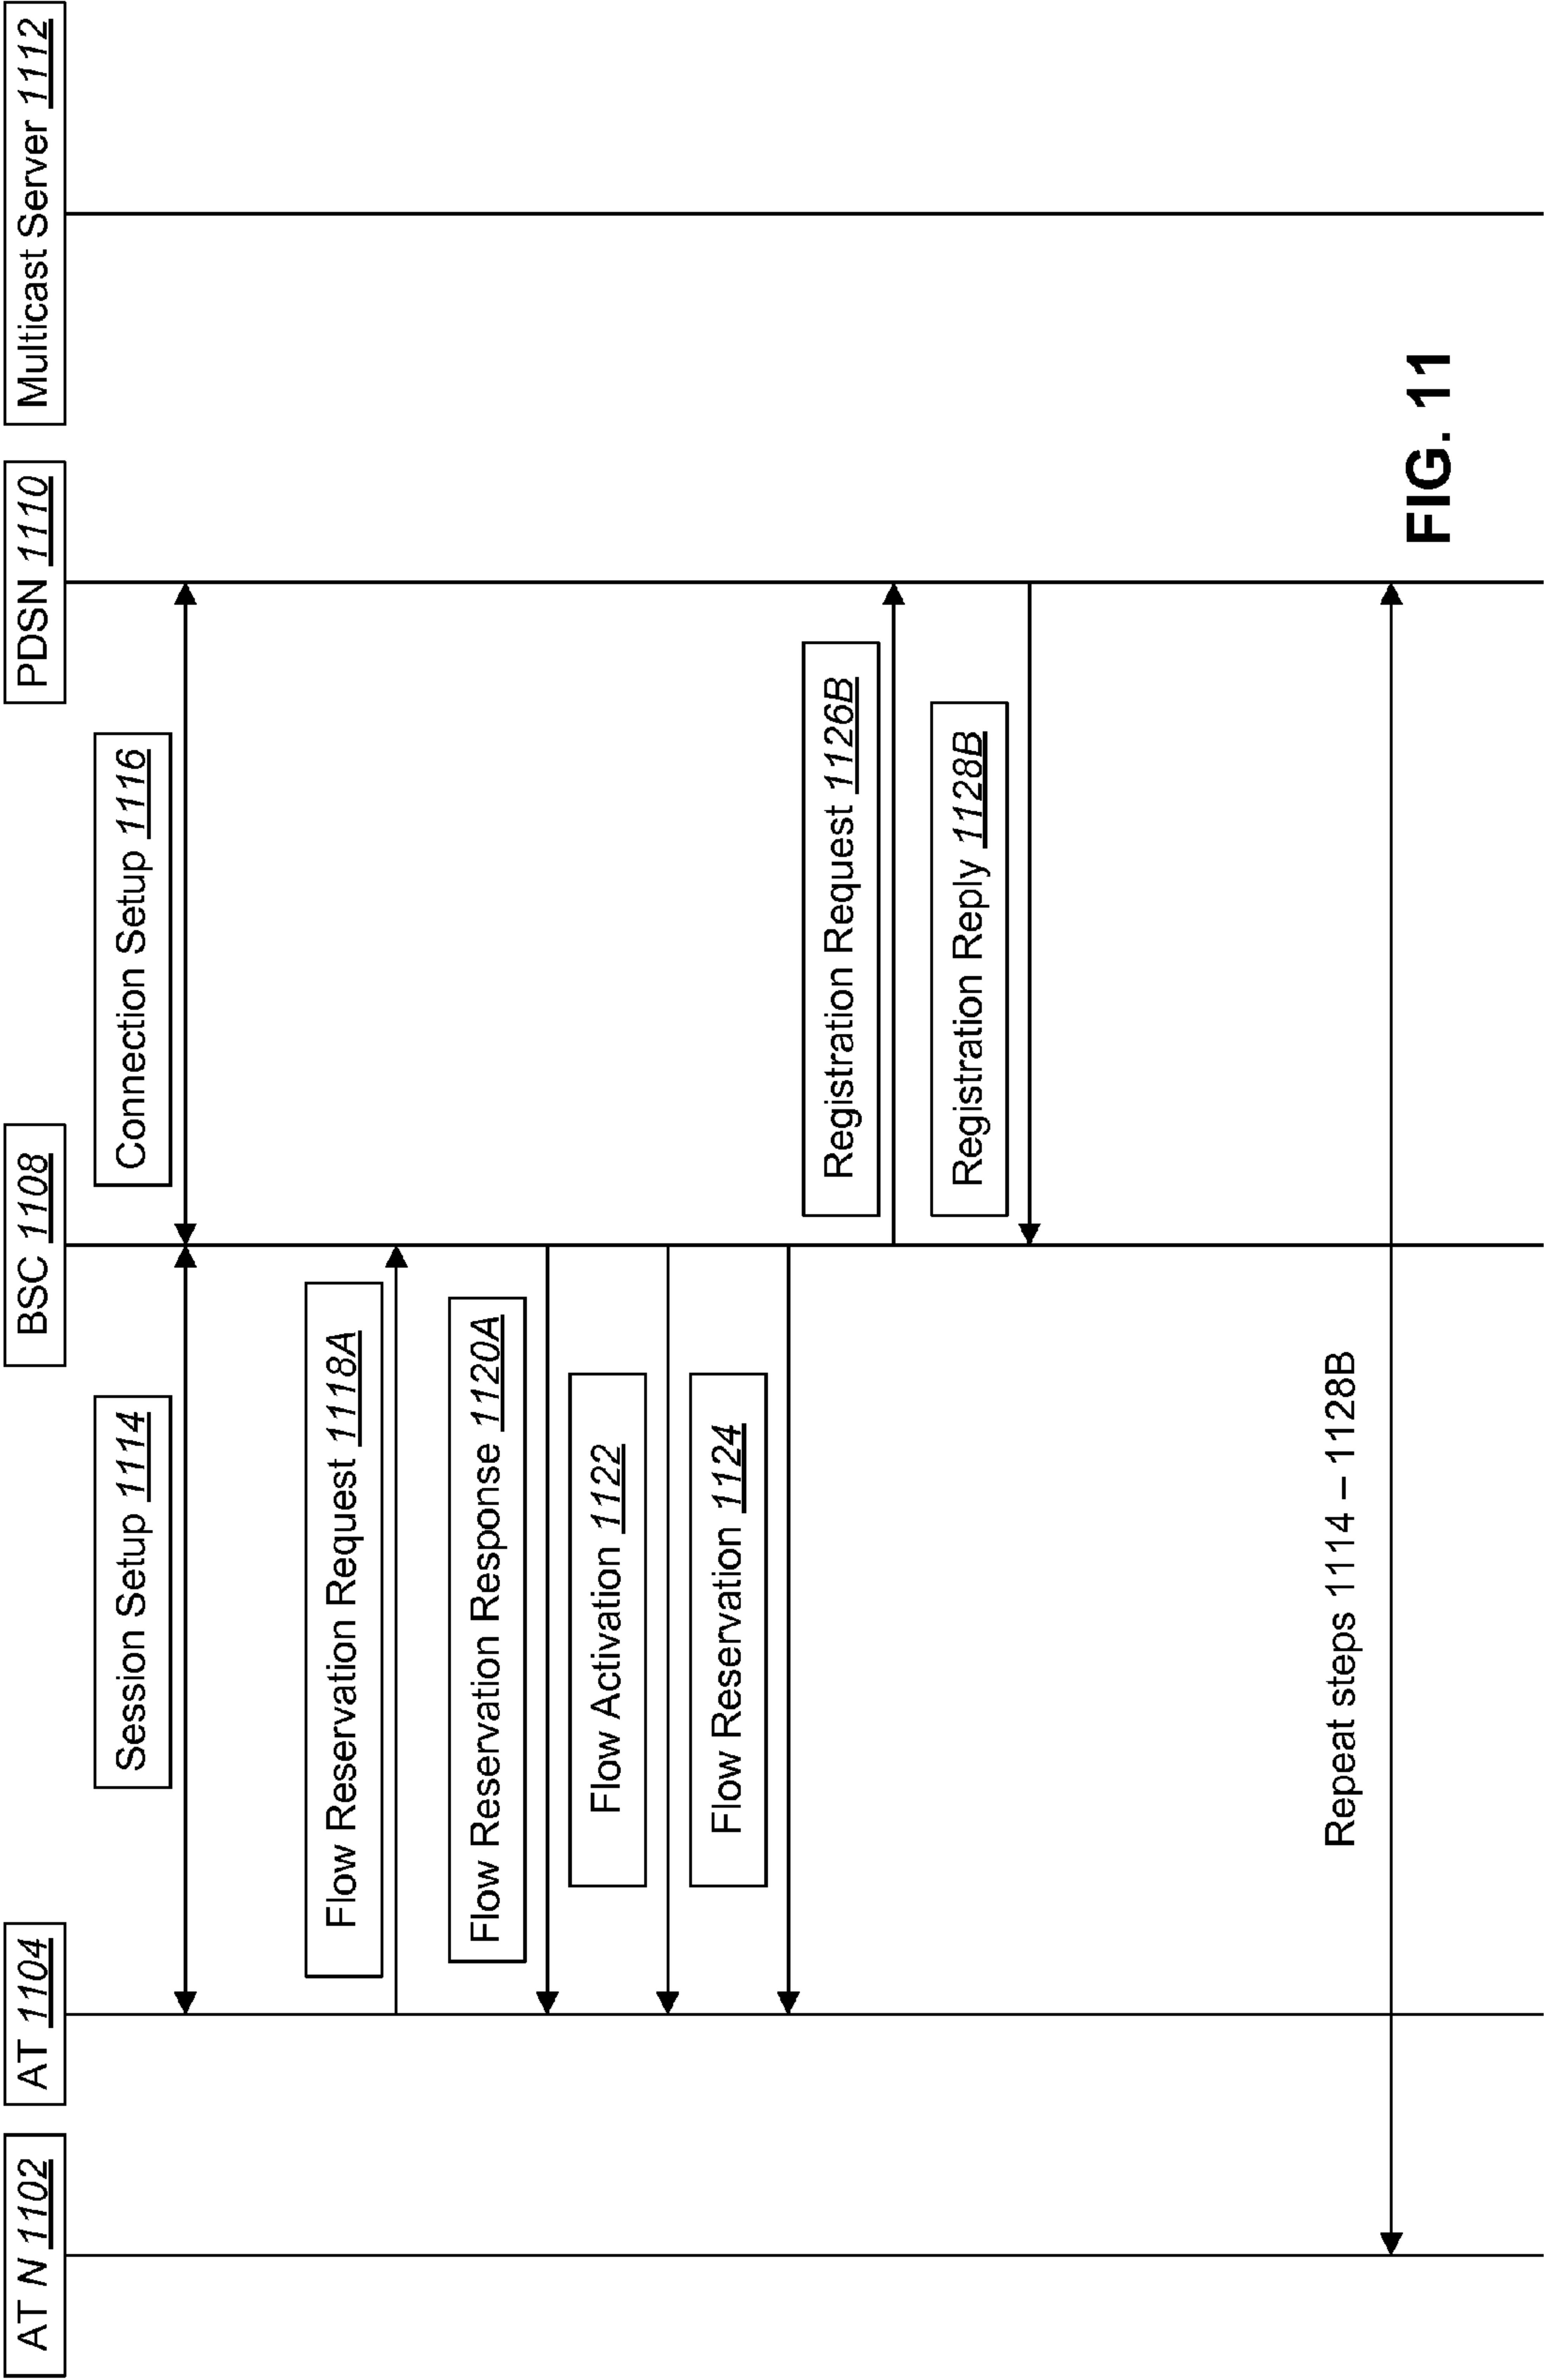 AT N 1102
AT 1104
BSC 1108
PDSN 1110
Multicast Server 1112
Session Setup 1114
Connection Setup 1116
Flow Reservation Request 1118A
Flow Reservation Response 1120A
Flow Activation 1122
Flow Reservation 1124
Registration Request 1126B
Registration Reply 1128B
Repeat steps 1114 – 1128B
FIG. 11